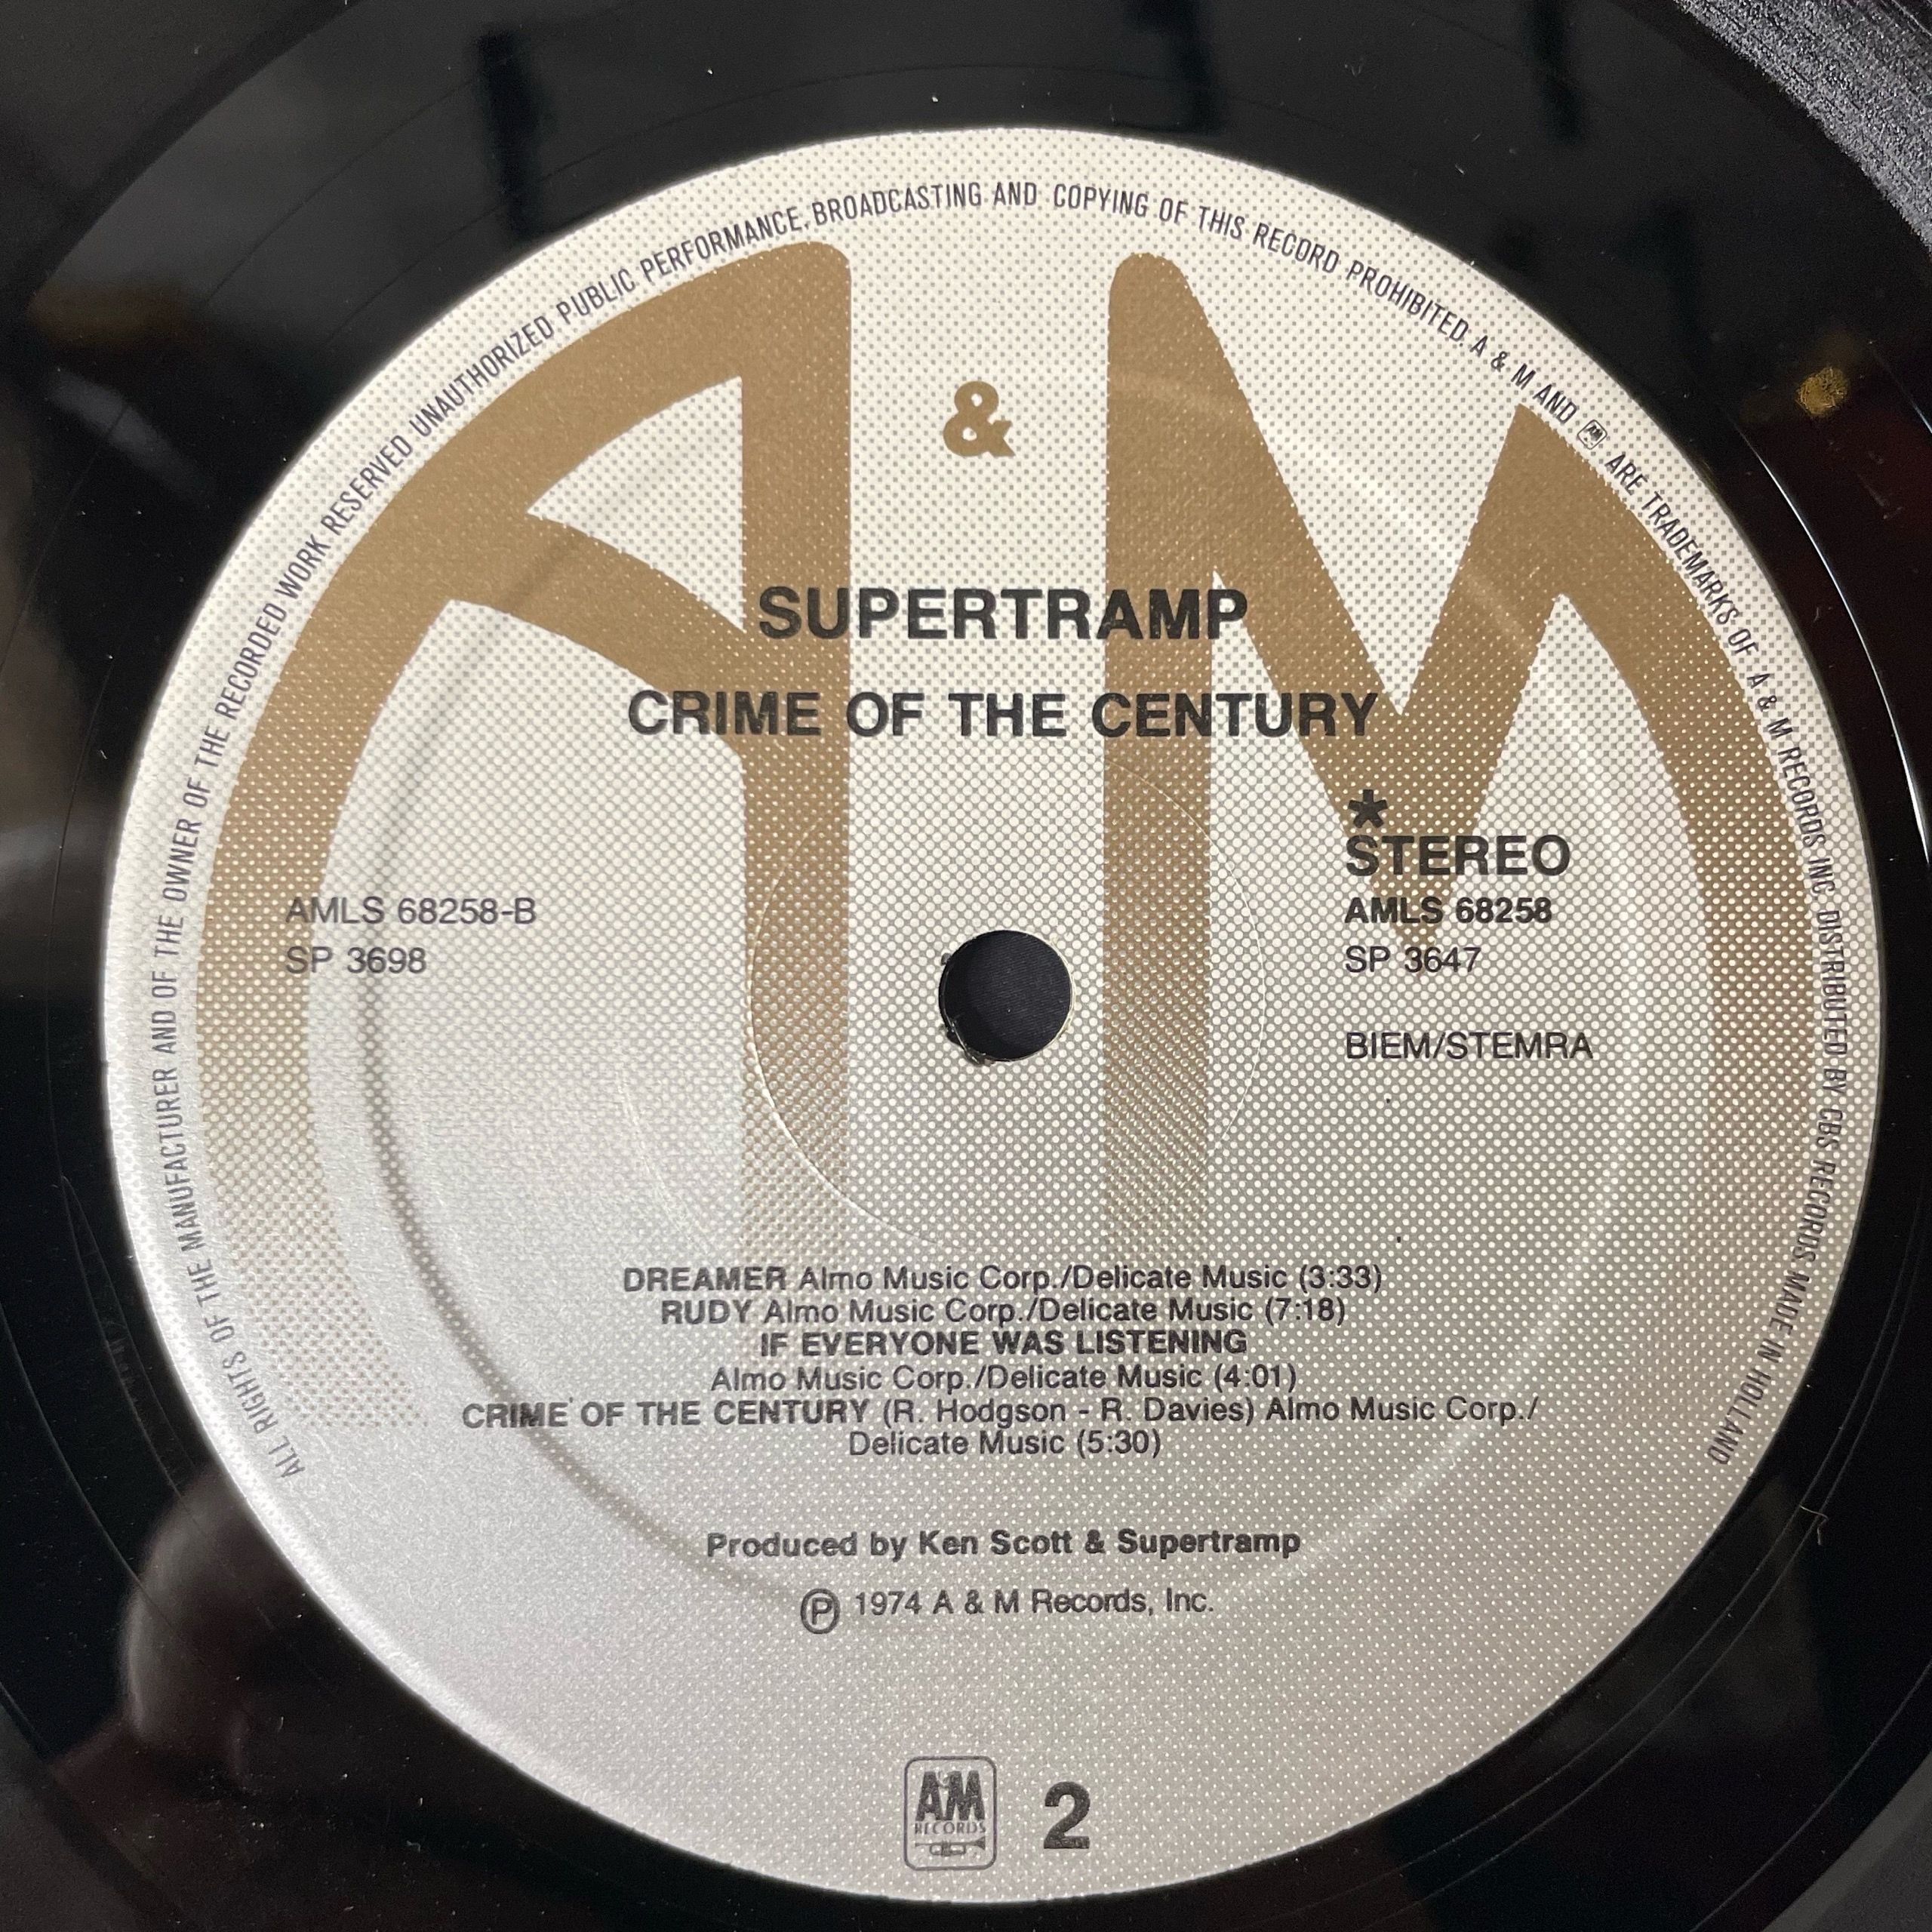 ALL RIGHTS OF THE MANUFACTURER AND OF THE OWNER OF THE RECORDED WORK RESERVED UNAUTHORIZED PUBLIC PERFORMANCE, BROADCASTING AND COPYING OF THIS RECORD PROHIBITED. A & M AND AM ARE TRADEMARKS OF A & M RECORDS INC. DISTRIBUTED BY CBS RECORDS MADE IN HOLLAND
A & M
SUPERTRAMP
CRIME OF THE CENTURY
*
STEREO
AMLS 68258-B
AMLS 68258
SP 3698
SP 3647
BIEM/STEMRA
DREAMER Almo Music Corp./Delicate Music (3:33)
RUDY Almo Music Corp./Delicate Music (7:18)
IF EVERYONE WAS LISTENING
Almo Music Corp./Delicate Music (4:01)
CRIME OF THE CENTURY (R. Hodgson - R. Davies) Almo Music Corp./
Delicate Music (5:30)
Produced by Ken Scott & Supertramp
℗ 1974 A & M Records, Inc.
AM
RECORDS
2